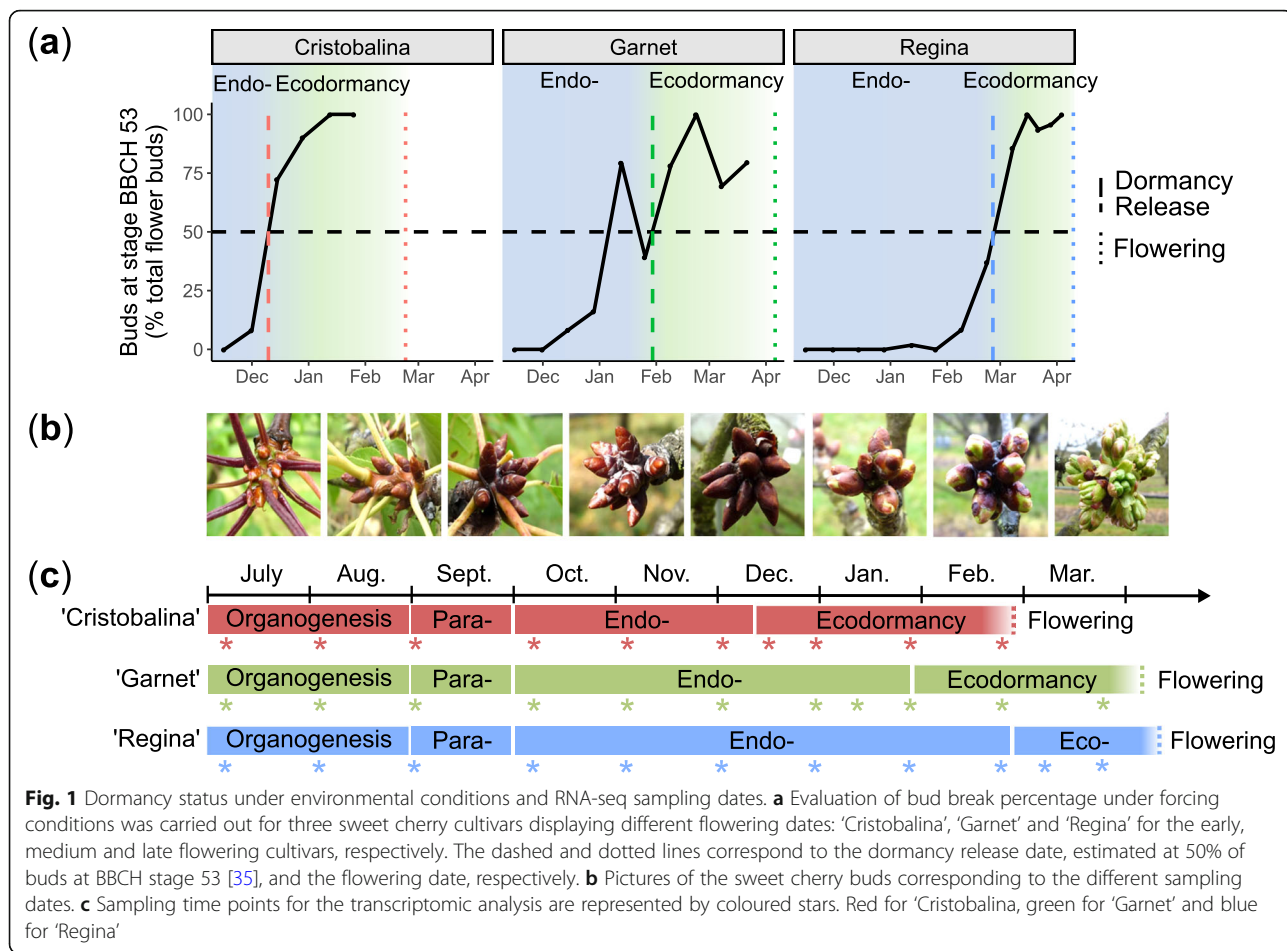 (a)
Cristobalina Garnet Regina
Endo- Ecodormancy Endo- Ecodormancy Endo- Ecodormancy
Buds at stage BBCH 53
(% total flower buds)
100
75
50
25
0
Dec Jan Feb Mar Apr Dec Jan Feb Mar Apr Dec Jan Feb Mar Apr
Dormancy
Release
Flowering
(b)
(c)
July Aug. Sept. Oct. Nov. Dec. Jan. Feb. Mar.
'Cristobalina' Organogenesis Para- Endo- Ecodormancy Flowering
* * * * * * * * *
'Garnet' Organogenesis Para- Endo- Ecodormancy Flowering
* * * * * * * * * * *
'Regina' Organogenesis Para- Endo- Eco- Flowering
* * * * * * * * * * *
Fig. 1 Dormancy status under environmental conditions and RNA-seq sampling dates. a Evaluation of bud break percentage under forcing
conditions was carried out for three sweet cherry cultivars displaying different flowering dates: 'Cristobalina', 'Garnet' and 'Regina' for the early,
medium and late flowering cultivars, respectively. The dashed and dotted lines correspond to the dormancy release date, estimated at 50% of
buds at BBCH stage 53 [35], and the flowering date, respectively. b Pictures of the sweet cherry buds corresponding to the different sampling
dates. c Sampling time points for the transcriptomic analysis are represented by coloured stars. Red for 'Cristobalina, green for 'Garnet' and blue
for 'Regina'